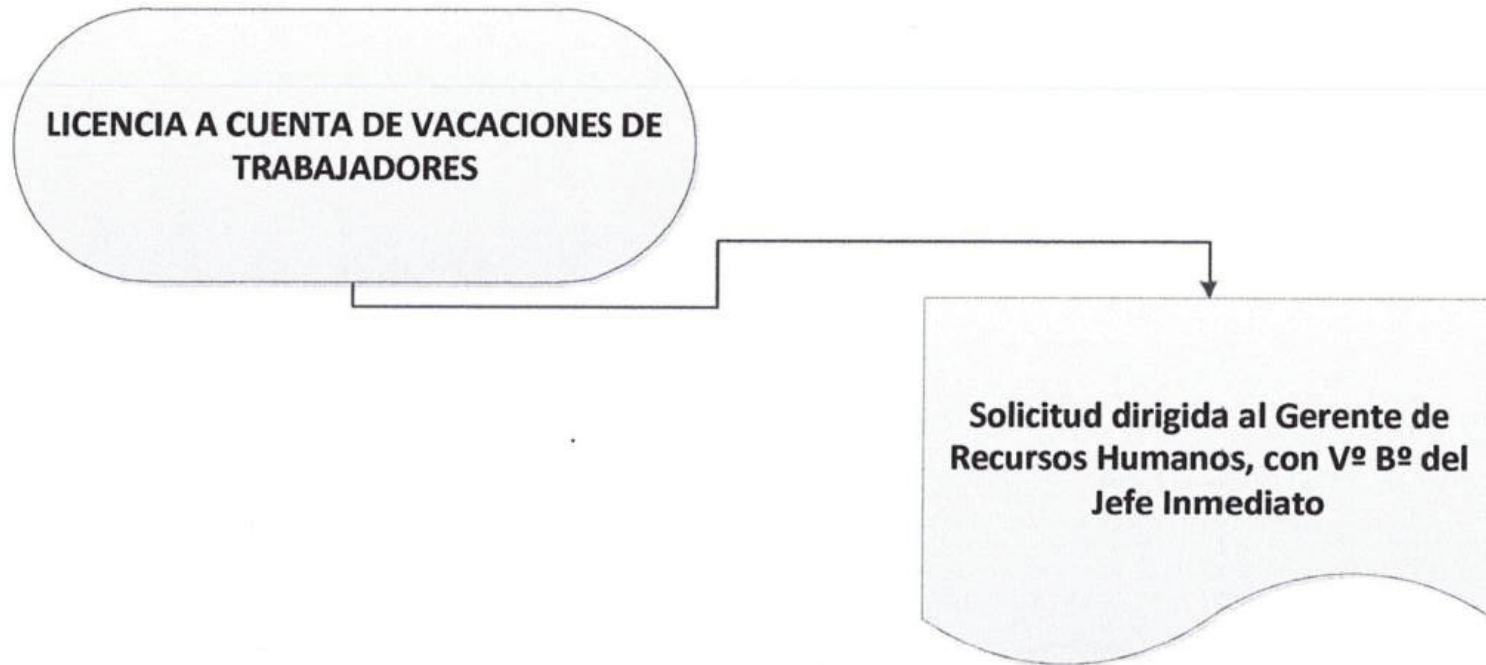 LICENCIA A CUENTA DE VACACIONES DE
TRABAJADORES
Solicitud dirigida al Gerente de
Recursos Humanos, con Vº Bº del
Jefe Inmediato